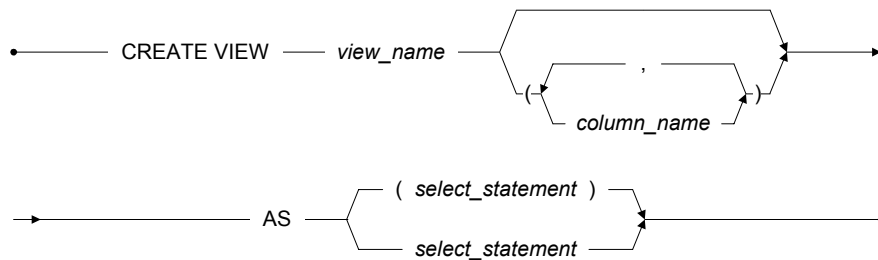 CREATE VIEW view_name
,
( )
column_name
( select_statement )
AS
select_statement